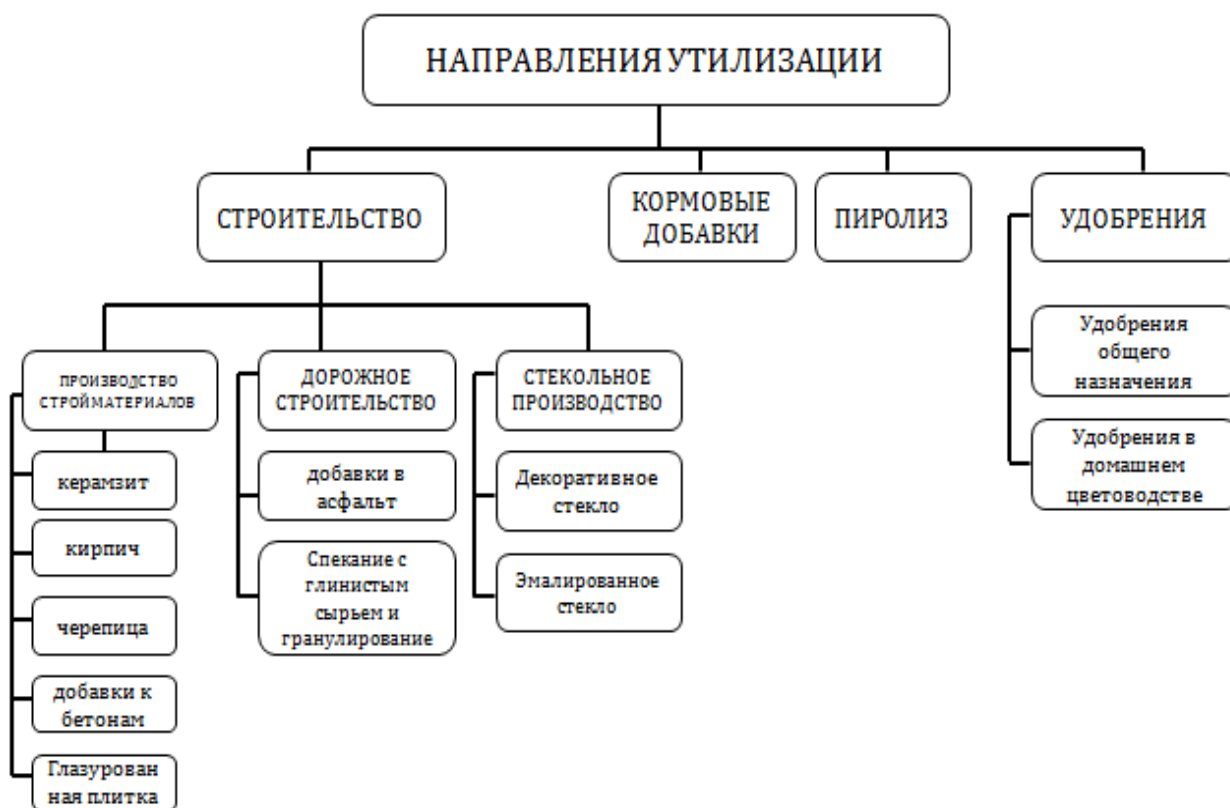 НАПРАВЛЕНИЯ УТИЛИЗАЦИИ
СТРОИТЕЛЬСТВО
КОРМОВЫЕ
ДОБАВКИ
ПИРОЛИЗ
УДОБРЕНИЯ
Удобрения
общего
назначения
Удобрения в
домашнем
цветоводстве
ПРОИЗВОДСТВО
СТРОЙМАТЕРИАЛОВ
керамзит
кирпич
черепица
добавки к
бетонам
Глазурован
ная плитка
ДОРОЖНОЕ
СТРОИТЕЛЬСТВО
добавки в
асфальт
Спекание с
глинистым
сырьем и
гранулирование
СТЕКОЛЬНОЕ
ПРОИЗВОДСТВО
Декоративное
стекло
Эмалированное
стекло